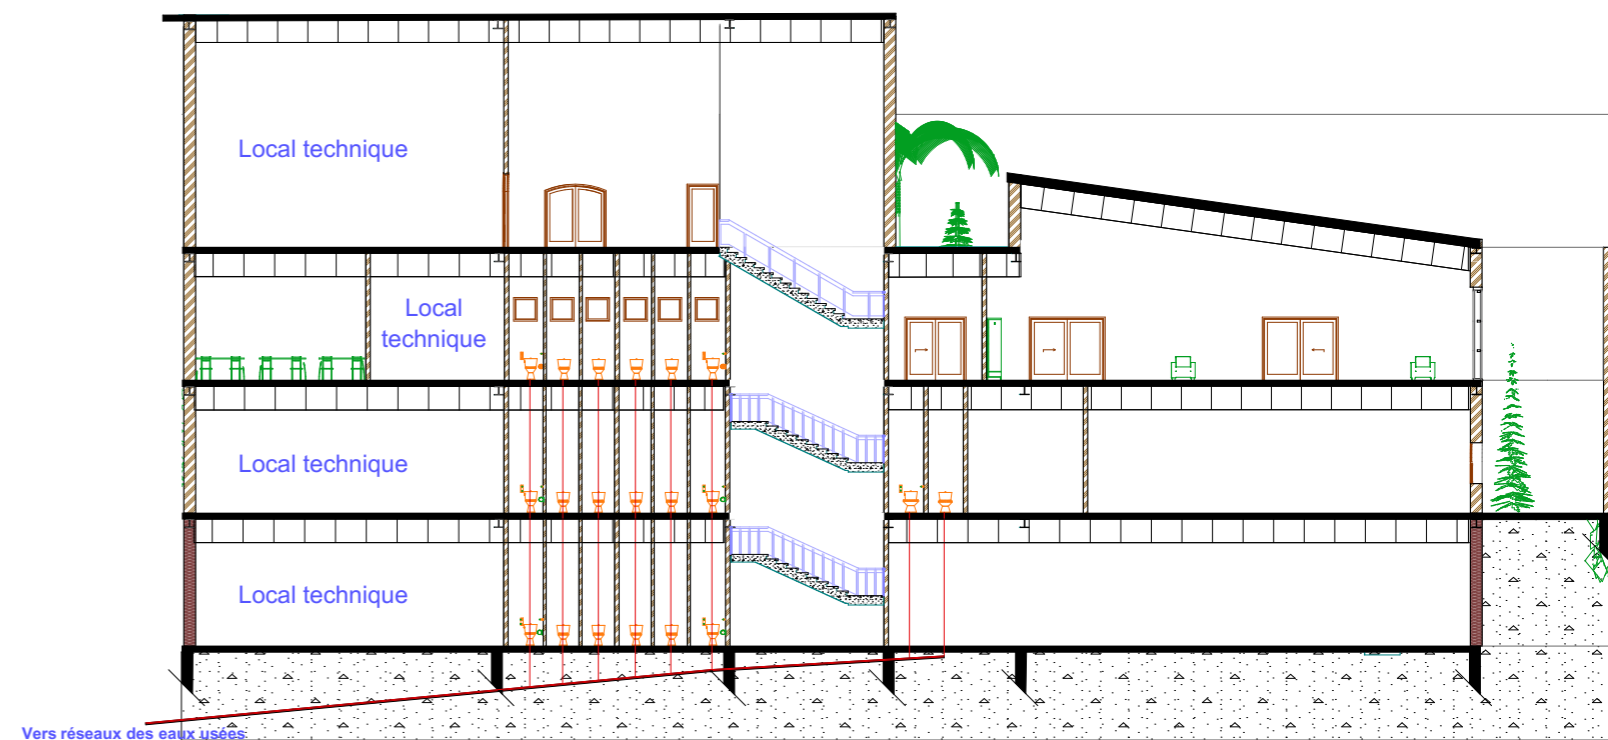 Local technique
Local
technique
Local technique
Local technique
Vers réseaux des eaux usées